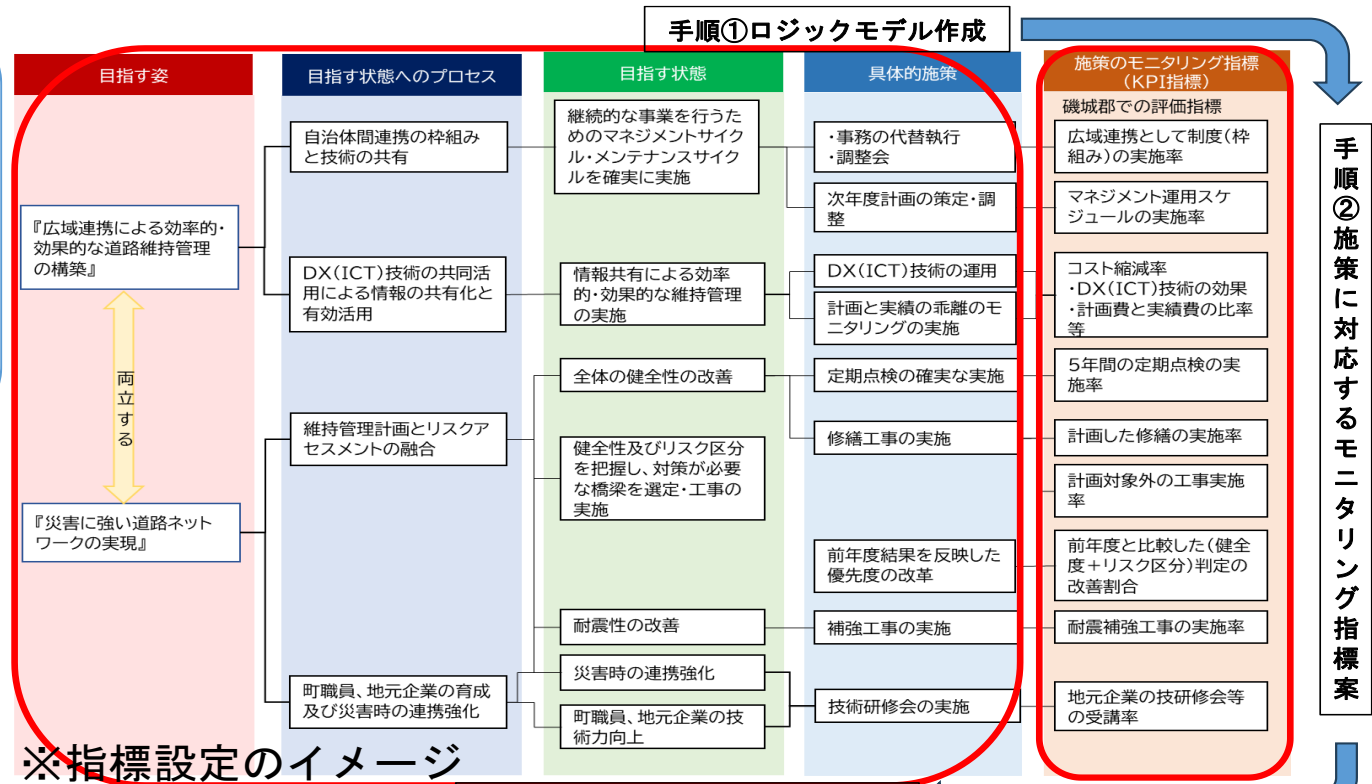 手順①ロジックモデル作成
目指す姿
『広域連携による効率的・
効果的な道路維持管理
の構築』
両立する
『災害に強い道路ネット
ワークの実現』
目指す状態へのプロセス
自治体間連携の枠組み
と技術の共有
DX(ICT)技術の共同活
用による情報の共有化と
有効活用
維持管理計画とリスクア
セスメントの融合
町職員、地元企業の育成
及び災害時の連携強化
目指す状態
継続的な事業を行うた
めのマネジメントサイク
ル・メンテナンスサイク
ルを確実に実施
情報共有による効率
的・効果的な維持管理
の実施
全体の健全性の改善
健全性及びリスク区分
を把握し、対策が必要
な橋梁を選定・工事の
実施
耐震性の改善
災害時の連携強化
町職員、地元企業の技
術力向上
具体的施策
・事務の代替執行
・調整会
次年度計画の策定・調
整
DX(ICT)技術の運用
計画と実績の乖離のモ
ニタリングの実施
定期点検の確実な実施
修繕工事の実施
前年度結果を反映した
優先度の改革
補強工事の実施
技術研修会の実施
施策のモニタリング指標
(KPI指標)
磯城郡での評価指標
広域連携として制度(枠
組み)の実施率
マネジメント運用スケ
ジュールの実施率
コスト縮減率
・DX(ICT)技術の効果
・計画費と実績費の比率
等
5年間の定期点検の実
施率
計画した修繕の実施率
計画対象外の工事実施
率
前年度と比較した(健全
度+リスク区分)判定の
改善割合
耐震補強工事の実施率
地元企業の技研修会等
の受講率
手順②施策に対応するモニタリング指標案
※指標設定のイメージ